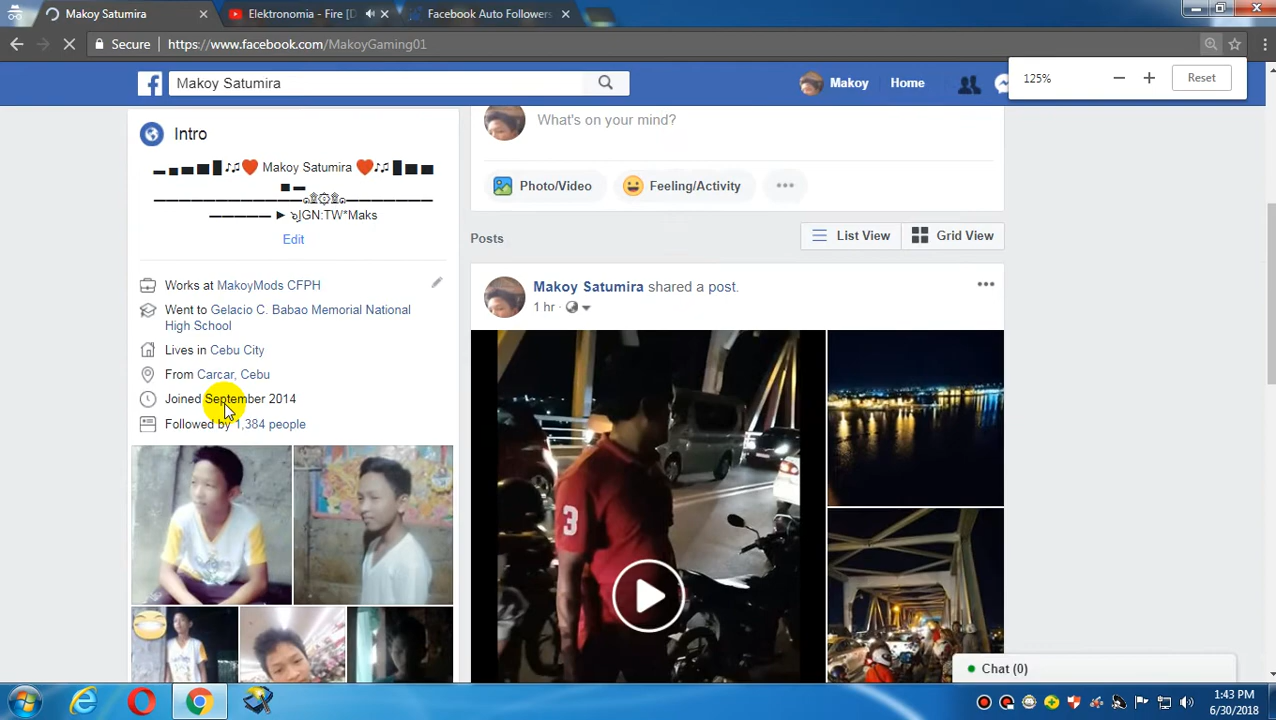 Makoy Satumira
Elektronomia - Fire [D
Facebook Auto Followers
Secure
https://www.facebook.com/MakoyGaming01
125%
Reset
Makoy Satumira
Makoy
Home
Intro
▂ ▄ ▅ ▆ █ ♪♫❤ Makoy Satumira ❤♪♫ █ ▆ ▅
▄ ▂
Edit
Works at MakoyMods CFPH
Went to Gelacio C. Babao Memorial National
High School
Lives in Cebu City
From Carcar, Cebu
Joined September 2014
Followed by 1,384 people
What's on your mind?
Photo/Video
Feeling/Activity
Posts
List View
Grid View
Makoy Satumira shared a post.
1 hr
3
Chat (0)
1:43 PM
6/30/2018